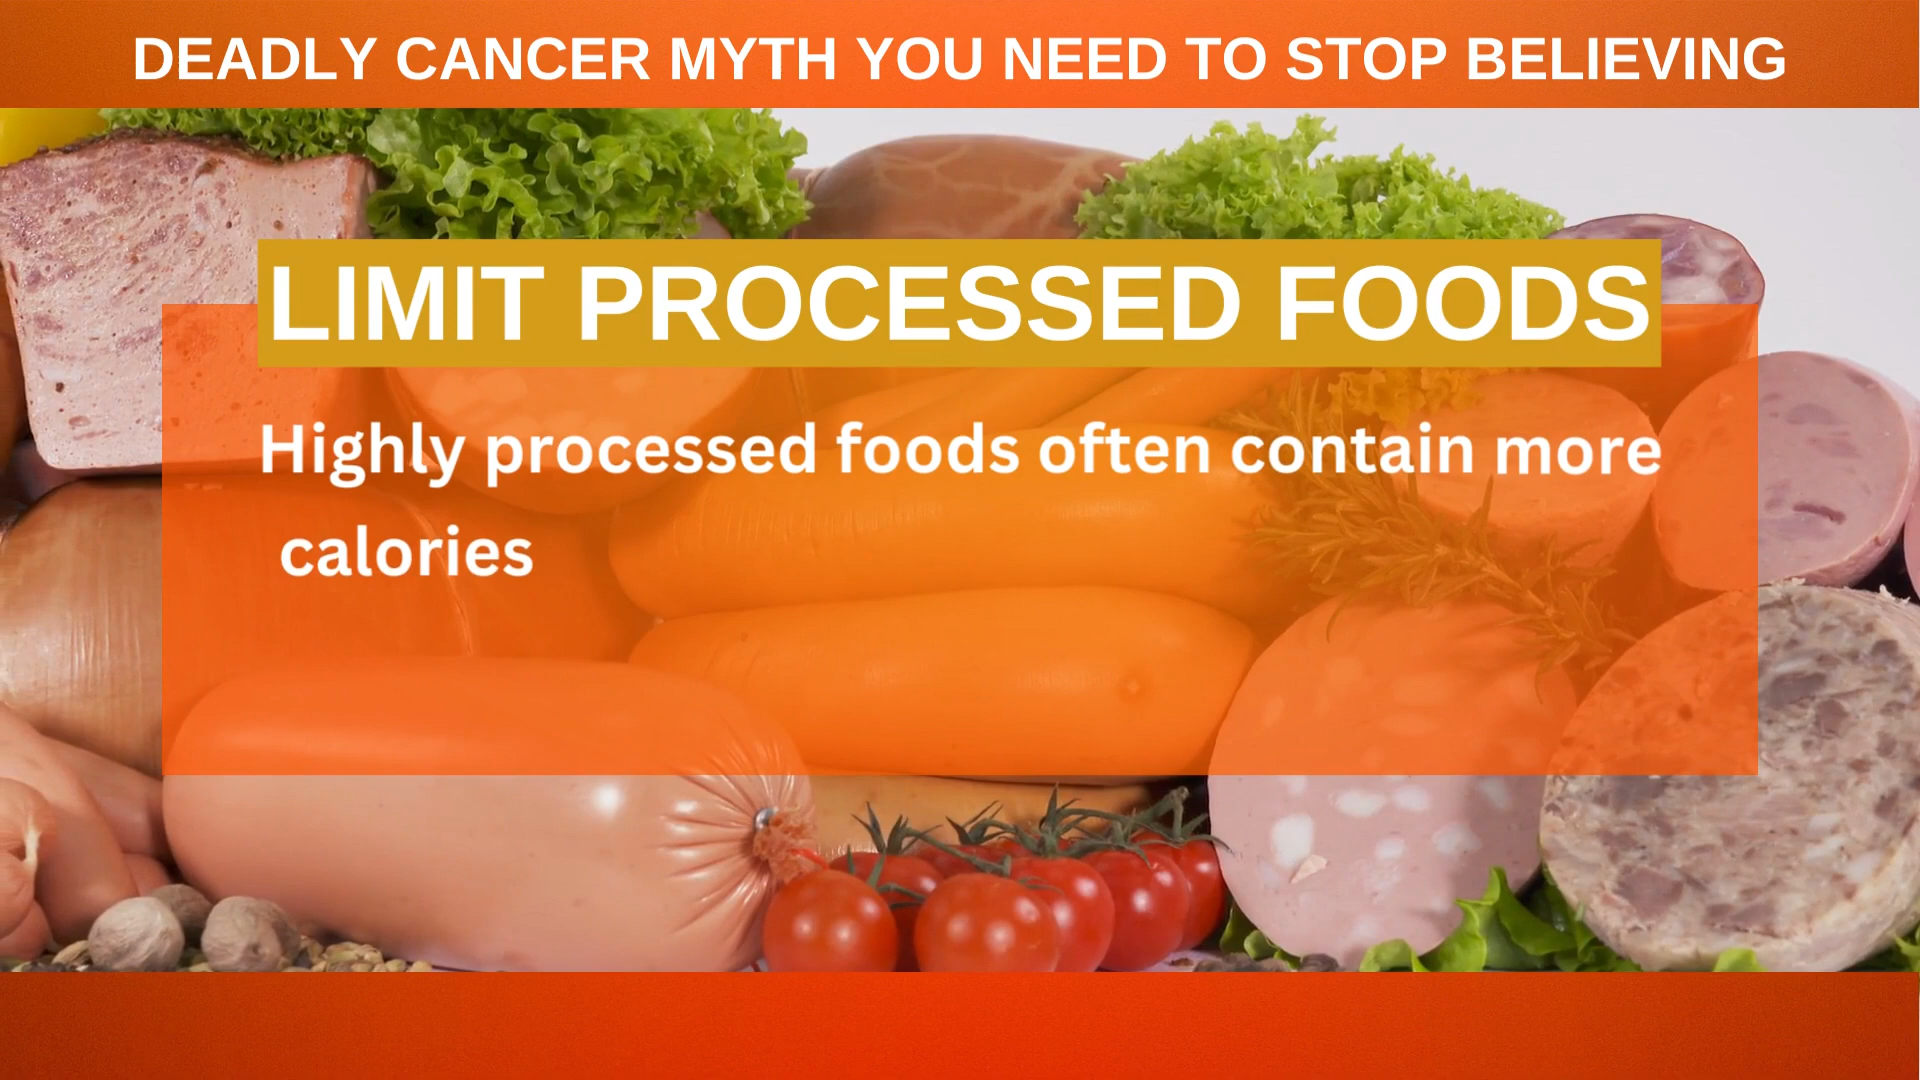 DEADLY CANCER MYTH YOU NEED TO STOP BELIEVING
LIMIT PROCESSED FOODS
Highly processed foods often contain more
calories